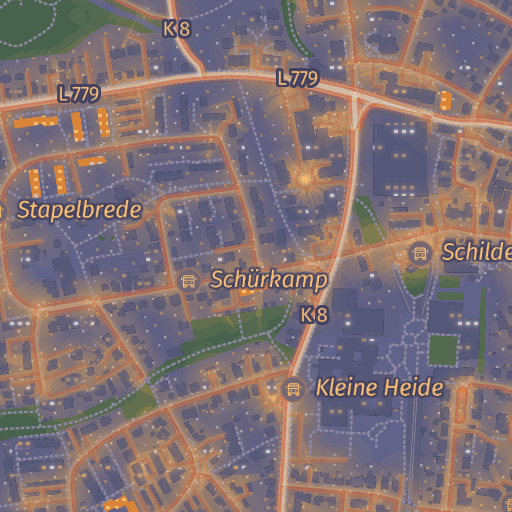 K 8
L 779
L 779
Stapelbrede
Schilde
Schürkamp
K 8
Kleine Heide